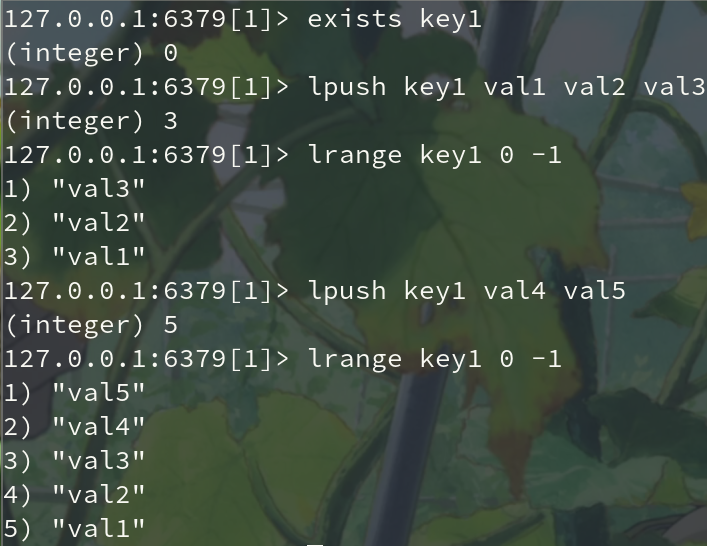 127.0.0.1:6379[1]> exists key1
(integer) 0
127.0.0.1:6379[1]> lpush key1 val1 val2 val3
(integer) 3
127.0.0.1:6379[1]> lrange key1 0 -1
1) "val3"
2) "val2"
3) "val1"
127.0.0.1:6379[1]> lpush key1 val4 val5
(integer) 5
127.0.0.1:6379[1]> lrange key1 0 -1
1) "val5"
2) "val4"
3) "val3"
4) "val2"
5) "val1"